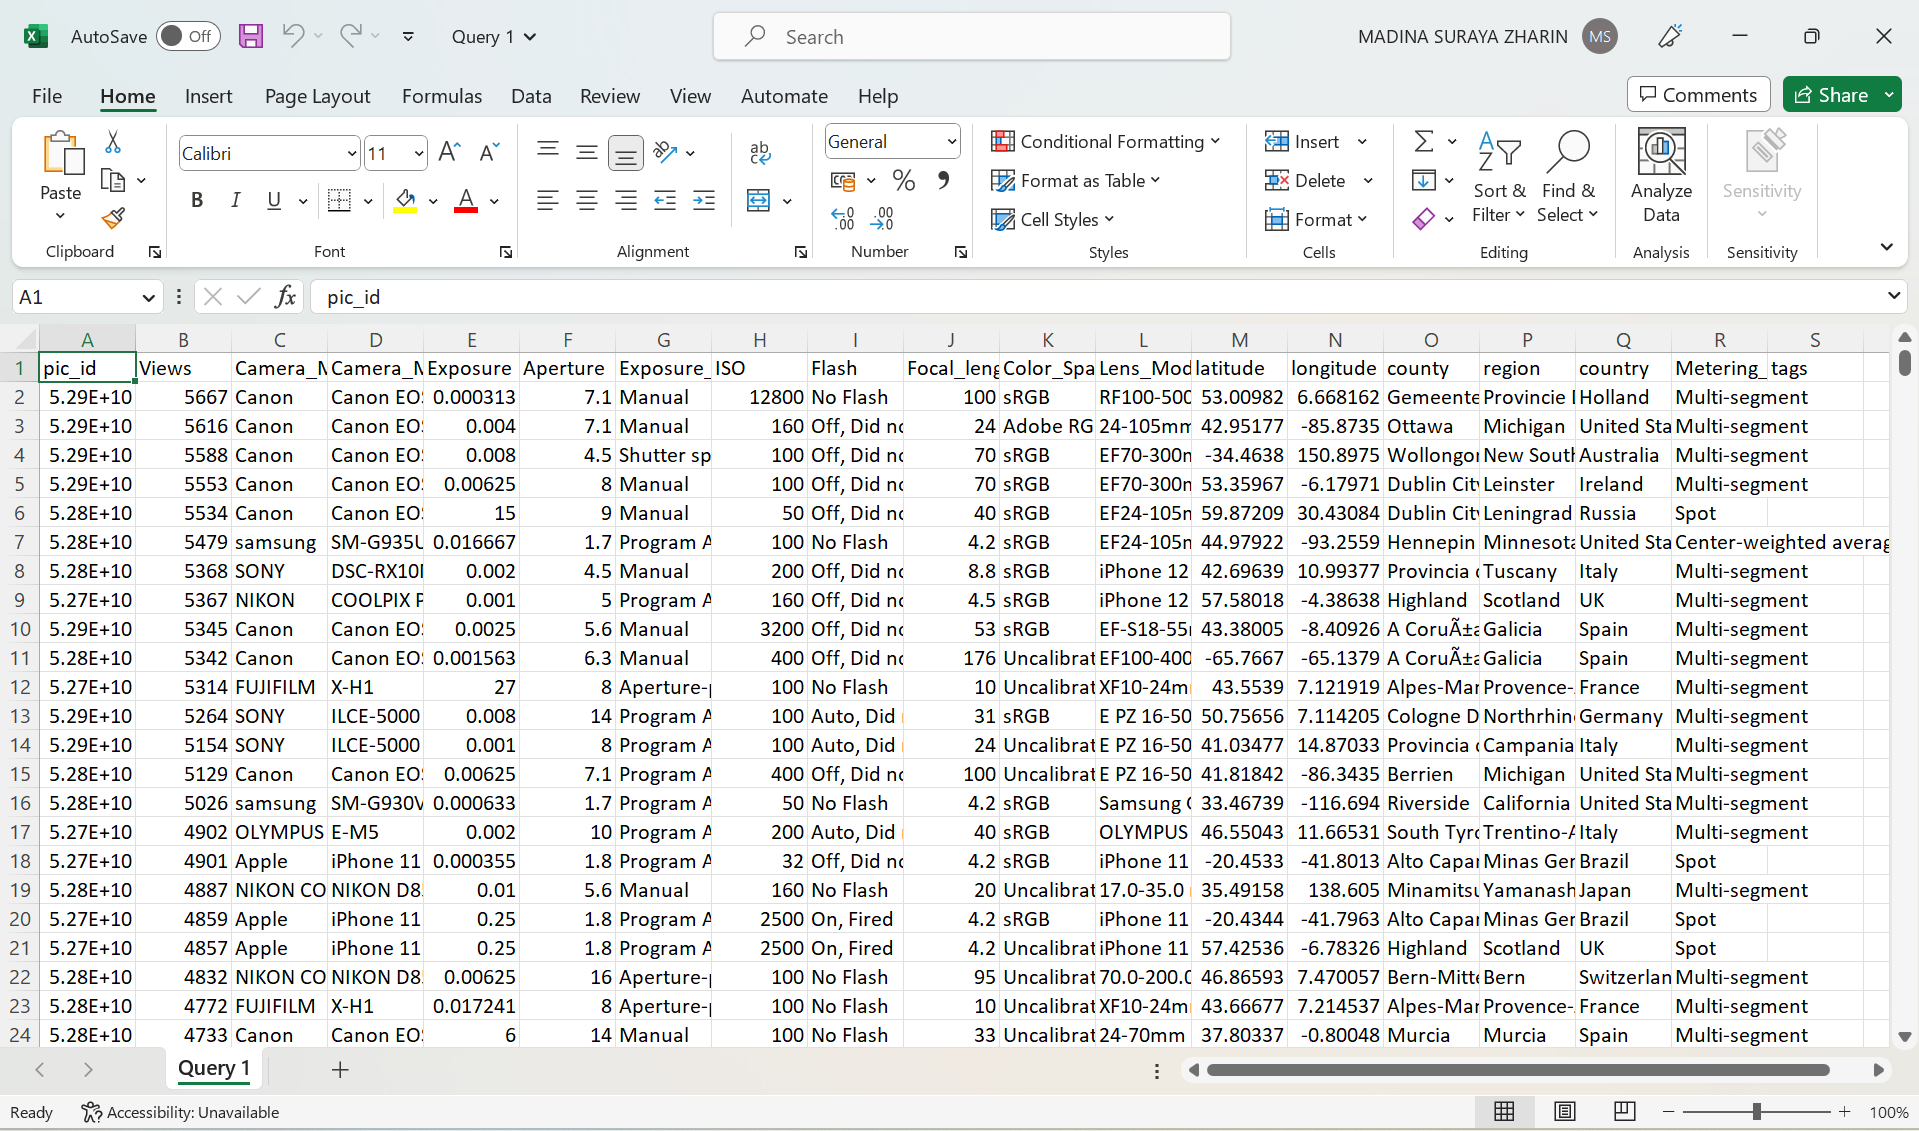 AutoSave Off Query 1 Search MADINA SURAYA ZHARIN MS
File Home Insert Page Layout Formulas Data Review View Automate Help Comments Share
Paste
Clipboard
Calibri 11
B I U A
Font
ab
Alignment
General
% 
Number
Conditional Formatting
Format as Table
Cell Styles
Styles
Insert
Delete
Format
Cells
Sort & Filter
Find & Select
Editing
Analyze Data
Analysis
Sensitivity
Sensitivity
A1 fx pic_id
A B C D E F G H I J K L M N O P Q R S
1 pic_id Views Camera_M Camera_M Exposure Aperture Exposure_ ISO Flash Focal_leng Color_Spa Lens_Mod latitude longitude county region country Metering_ tags
2 5.29E+10 5667 Canon Canon EOS 0.000313 7.1 Manual 12800 No Flash 100 sRGB RF100-500 53.00982 6.668162 Gemeente Provincie Holland Multi-segment
3 5.29E+10 5616 Canon Canon EOS 0.004 7.1 Manual 160 Off, Did no 24 Adobe RG 24-105mm 42.95177 -85.8735 Ottawa Michigan United Sta Multi-segment
4 5.29E+10 5588 Canon Canon EOS 0.008 4.5 Shutter sp 100 Off, Did no 70 sRGB EF70-300m -34.4638 150.8975 Wollongon New South Australia Multi-segment
5 5.29E+10 5553 Canon Canon EOS 0.00625 8 Manual 100 Off, Did no 70 sRGB EF70-300m 53.35967 -6.17971 Dublin City Leinster Ireland Multi-segment
6 5.28E+10 5534 Canon Canon EOS 15 9 Manual 50 Off, Did no 40 sRGB EF24-105m 59.87209 30.43084 Dublin City Leningrad Russia Spot
7 5.28E+10 5479 samsung SM-G935U 0.016667 1.7 Program A 100 No Flash 4.2 sRGB EF24-105m 44.97922 -93.2559 Hennepin Minnesota United Sta Center-weighted averag
8 5.28E+10 5368 SONY DSC-RX10 0.002 4.5 Manual 200 Off, Did no 8.8 sRGB iPhone 12 42.69639 10.99377 Provincia Tuscany Italy Multi-segment
9 5.27E+10 5367 NIKON COOLPIX P 0.001 5 Program A 160 Off, Did no 4.5 sRGB iPhone 12 57.58018 -4.38638 Highland Scotland UK Multi-segment
10 5.29E+10 5345 Canon Canon EOS 0.0025 5.6 Manual 3200 Off, Did no 53 sRGB EF-S18-55m 43.38005 -8.40926 A CoruÃ±a Galicia Spain Multi-segment
11 5.28E+10 5342 Canon Canon EOS 0.001563 6.3 Manual 400 Off, Did no 176 Uncalibrat EF100-400 -65.7667 -65.1379 A CoruÃ±a Galicia Spain Multi-segment
12 5.27E+10 5314 FUJIFILM X-H1 27 8 Aperture-p 100 No Flash 10 Uncalibrat XF10-24m 43.5539 7.121919 Alpes-Mar Provence- France Multi-segment
13 5.29E+10 5264 SONY ILCE-5000 0.008 14 Program A 100 Auto, Did 31 sRGB E PZ 16-50 50.75656 7.114205 Cologne D Northrhin Germany Multi-segment
14 5.29E+10 5154 SONY ILCE-5000 0.001 8 Program A 100 Auto, Did 24 Uncalibrat E PZ 16-50 41.03477 14.87033 Provincia Campania Italy Multi-segment
15 5.28E+10 5129 Canon Canon EOS 0.00625 7.1 Program A 400 Off, Did no 100 Uncalibrat E PZ 16-50 41.81842 -86.3435 Berrien Michigan United Sta Multi-segment
16 5.28E+10 5026 samsung SM-G930V 0.000633 1.7 Program A 50 No Flash 4.2 sRGB Samsung 33.46739 -116.694 Riverside California United Sta Multi-segment
17 5.27E+10 4902 OLYMPUS E-M5 0.002 10 Program A 200 Auto, Did 40 sRGB OLYMPUS 46.55043 11.66531 South Tyro Trentino-A Italy Multi-segment
18 5.27E+10 4901 Apple iPhone 11 0.000355 1.8 Program A 32 Off, Did no 4.2 sRGB iPhone 11 -20.4533 -41.8013 Alto Capar Minas Ger Brazil Spot
19 5.28E+10 4887 NIKON CO NIKON D8 0.01 5.6 Manual 160 No Flash 20 Uncalibrat 17.0-35.0 35.49158 138.605 Minamitsu Yamanash Japan Multi-segment
20 5.27E+10 4859 Apple iPhone 11 0.25 1.8 Program A 2500 On, Fired 4.2 sRGB iPhone 11 -20.4344 -41.7963 Alto Capar Minas Ger Brazil Spot
21 5.27E+10 4857 Apple iPhone 11 0.25 1.8 Program A 2500 On, Fired 4.2 Uncalibrat iPhone 11 57.42536 -6.78326 Highland Scotland UK Spot
22 5.28E+10 4832 NIKON CO NIKON D8 0.00625 16 Aperture-p 100 No Flash 95 Uncalibrat 70.0-200.0 46.86593 7.470057 Bern-Mitte Bern Switzerlan Multi-segment
23 5.28E+10 4772 FUJIFILM X-H1 0.017241 8 Aperture-p 100 No Flash 10 Uncalibrat XF10-24m 43.66677 7.214537 Alpes-Mar Provence- France Multi-segment
24 5.28E+10 4733 Canon Canon EOS 6 14 Manual 100 No Flash 33 Uncalibrat 24-70mm 37.80337 -0.80048 Murcia Murcia Spain Multi-segment
Query 1
Ready Accessibility: Unavailable 100%